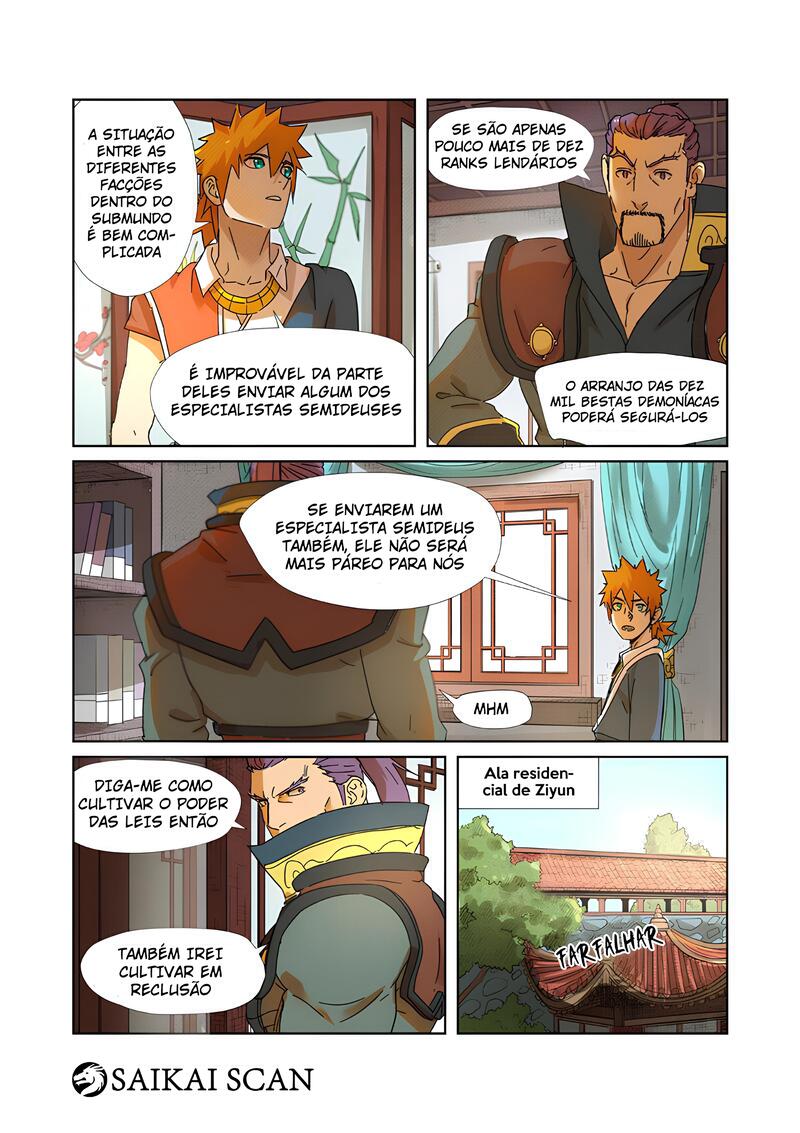 A SITUAÇÃO
ENTRE AS
DIFERENTES
FACÇÕES
DENTRO DO
SUBMUNDO
É BEM COM-
PLICADA
É IMPROVÁVEL DA PARTE
DELES ENVIAR ALGUM DOS
ESPECIALISTAS SEMIDEUSES
SE SÃO APENAS
POUCO MAIS DE DEZ
RANKS LENDÁRIOS
O ARRANJO DAS DEZ
MIL BESTAS DEMONÍACAS
PODERÁ SEGURÁ-LOS
SE ENVIAREM UM
ESPECIALISTA SEMIDEUS
TAMBÉM, ELE NÃO SERÁ
MAIS PÁREO PARA NÓS
MHM
DIGA-ME COMO
CULTIVAR O PODER
DAS LEIS ENTÃO
TAMBÉM IREI
CULTIVAR EM
RECLUSÃO
Ala residen-
cial de Ziyun
FARFALHAR
SAIKAI SCAN